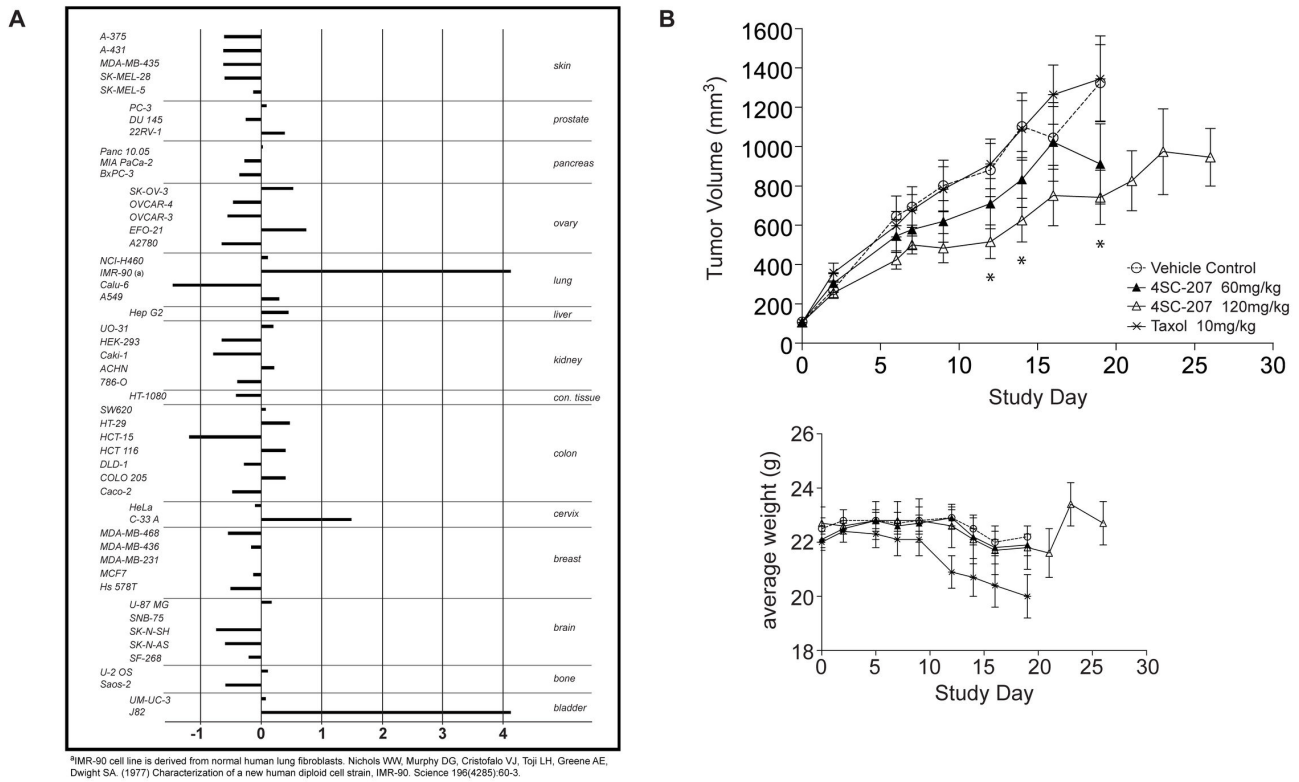 A
A-375
A-431
MDA-MB-435
SK-MEL-28
SK-MEL-5
skin
PC-3
DU 145
22RV-1
prostate
Panc 10.05
MIA PaCa-2
BxPC-3
pancreas
SK-OV-3
OVCAR-4
OVCAR-3
EFO-21
A2780
ovary
NCI-H460
IMR-90 (a)
Calu-6
A549
lung
Hep G2
liver
UO-31
HEK-293
Caki-1
ACHN
786-O
kidney
HT-1080
con. tissue
SW620
HT-29
HCT-15
HCT 116
DLD-1
COLO 205
Caco-2
colon
HeLa
C-33 A
cervix
MDA-MB-468
MDA-MB-436
MDA-MB-231
MCF7
Hs 578T
breast
U-87 MG
SNB-75
SK-N-SH
SK-N-AS
SF-268
brain
U-2 OS
Saos-2
bone
UM-UC-3
J82
bladder
-1 0 1 2 3 4
aIMR-90 cell line is derived from normal human lung fibroblasts. Nichols WW, Murphy DG, Cristofalo VJ, Toji LH, Greene AE,
Dwight SA. (1977) Characterization of a new human diploid cell strain, IMR-90. Science 196(4285):60-3.
B
Tumor Volume (mm³)
1600
1400
1200
1000
800
600
400
200
0
* * *
Vehicle Control
4SC-207 60mg/kg
4SC-207 120mg/kg
Taxol 10mg/kg
0 5 10 15 20 25 30
Study Day
average weight (g)
26
24
22
20
18
0 5 10 15 20 25 30
Study Day